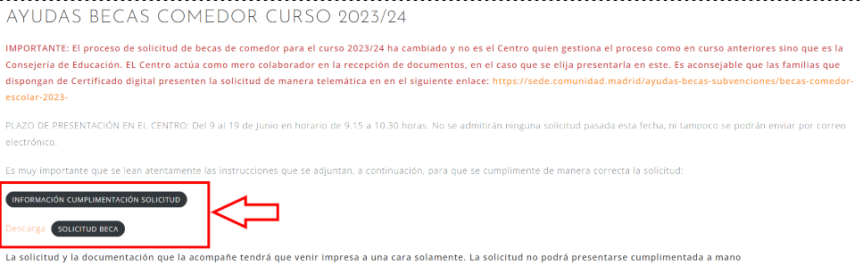 AYUDAS BECAS COMEDOR CURSO 2023/24
IMPORTANTE: El proceso de solicitud de becas de comedor para el curso 2023/24 ha cambiado y no es el Centro quien gestiona el proceso como en curso anteriores sino que es la
Consejería de Educación. EL Centro actúa como mero colaborador en la recepción de documentos, en el caso que se elija presentarla en este. Es aconsejable que las familias que
dispongan de Certificado digital presenten la solicitud de manera telemática en en el siguiente enlace: https://sede.comunidad.madrid/ayudas-becas-subvenciones/becas-comedor-
escolar-2023-
PLAZO DE PRESENTACIÓN EN EL CENTRO: Del 9 al 19 de Junio en horario de 9.15 a 10.30 horas. No se admitirán ninguna solicitud pasada esta fecha, ni tampoco se podrán enviar por correo
electrónico.
Es muy importante que se lean atentamente las instrucciones que se adjuntan, a continuación, para que se cumplimente de manera correcta la solicitud:
INFORMACIÓN CUMPLIMENTACIÓN SOLICITUD
Descarga SOLICITUD BECA
La solicitud y la documentación que la acompañe tendrá que venir impresa a una cara solamente. La solicitud no podrá presentarse cumplimentada a mano